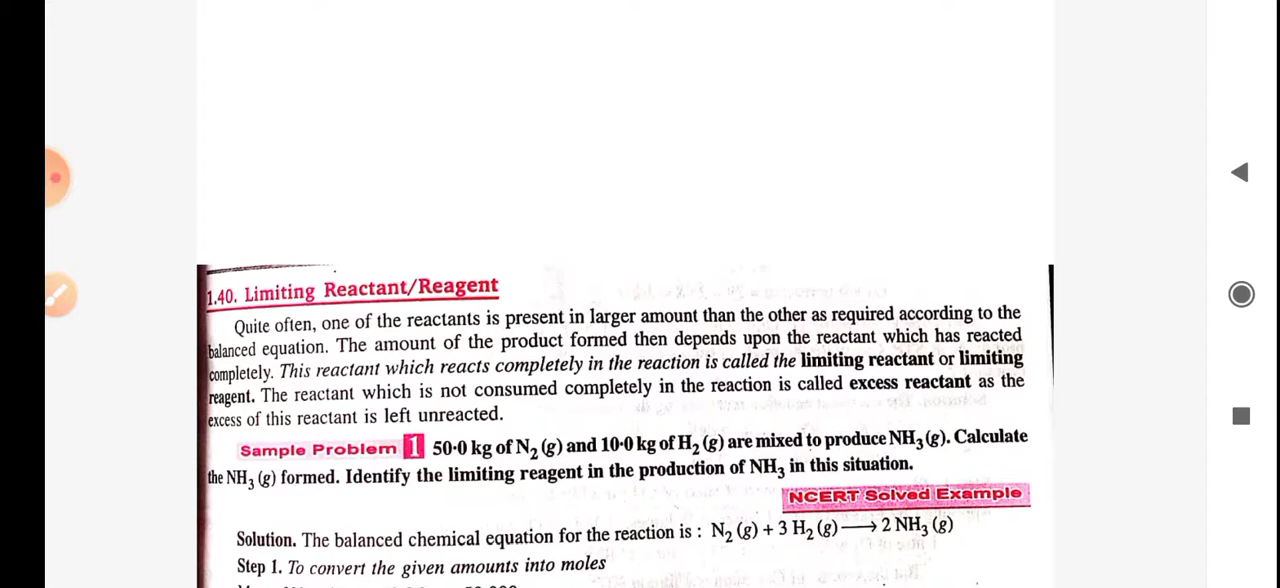 1.40. Limiting Reactant/Reagent
Quite often, one of the reactants is present in larger amount than the other as required according to the
balanced equation. The amount of the product formed then depends upon the reactant which has reacted
completely. This reactant which reacts completely in the reaction is called the limiting reactant or limiting
reagent. The reactant which is not consumed completely in the reaction is called excess reactant as the
excess of this reactant is left unreacted.
Sample Problem 1 50·0 kg of N₂ (g) and 10·0 kg of H₂ (g) are mixed to produce NH₃ (g). Calculate
the NH₃ (g) formed. Identify the limiting reagent in the production of NH₃ in this situation.
NCERT Solved Example
Solution. The balanced chemical equation for the reaction is : N₂ (g) + 3 H₂ (g) ⟶ 2 NH₃ (g)
Step 1. To convert the given amounts into moles